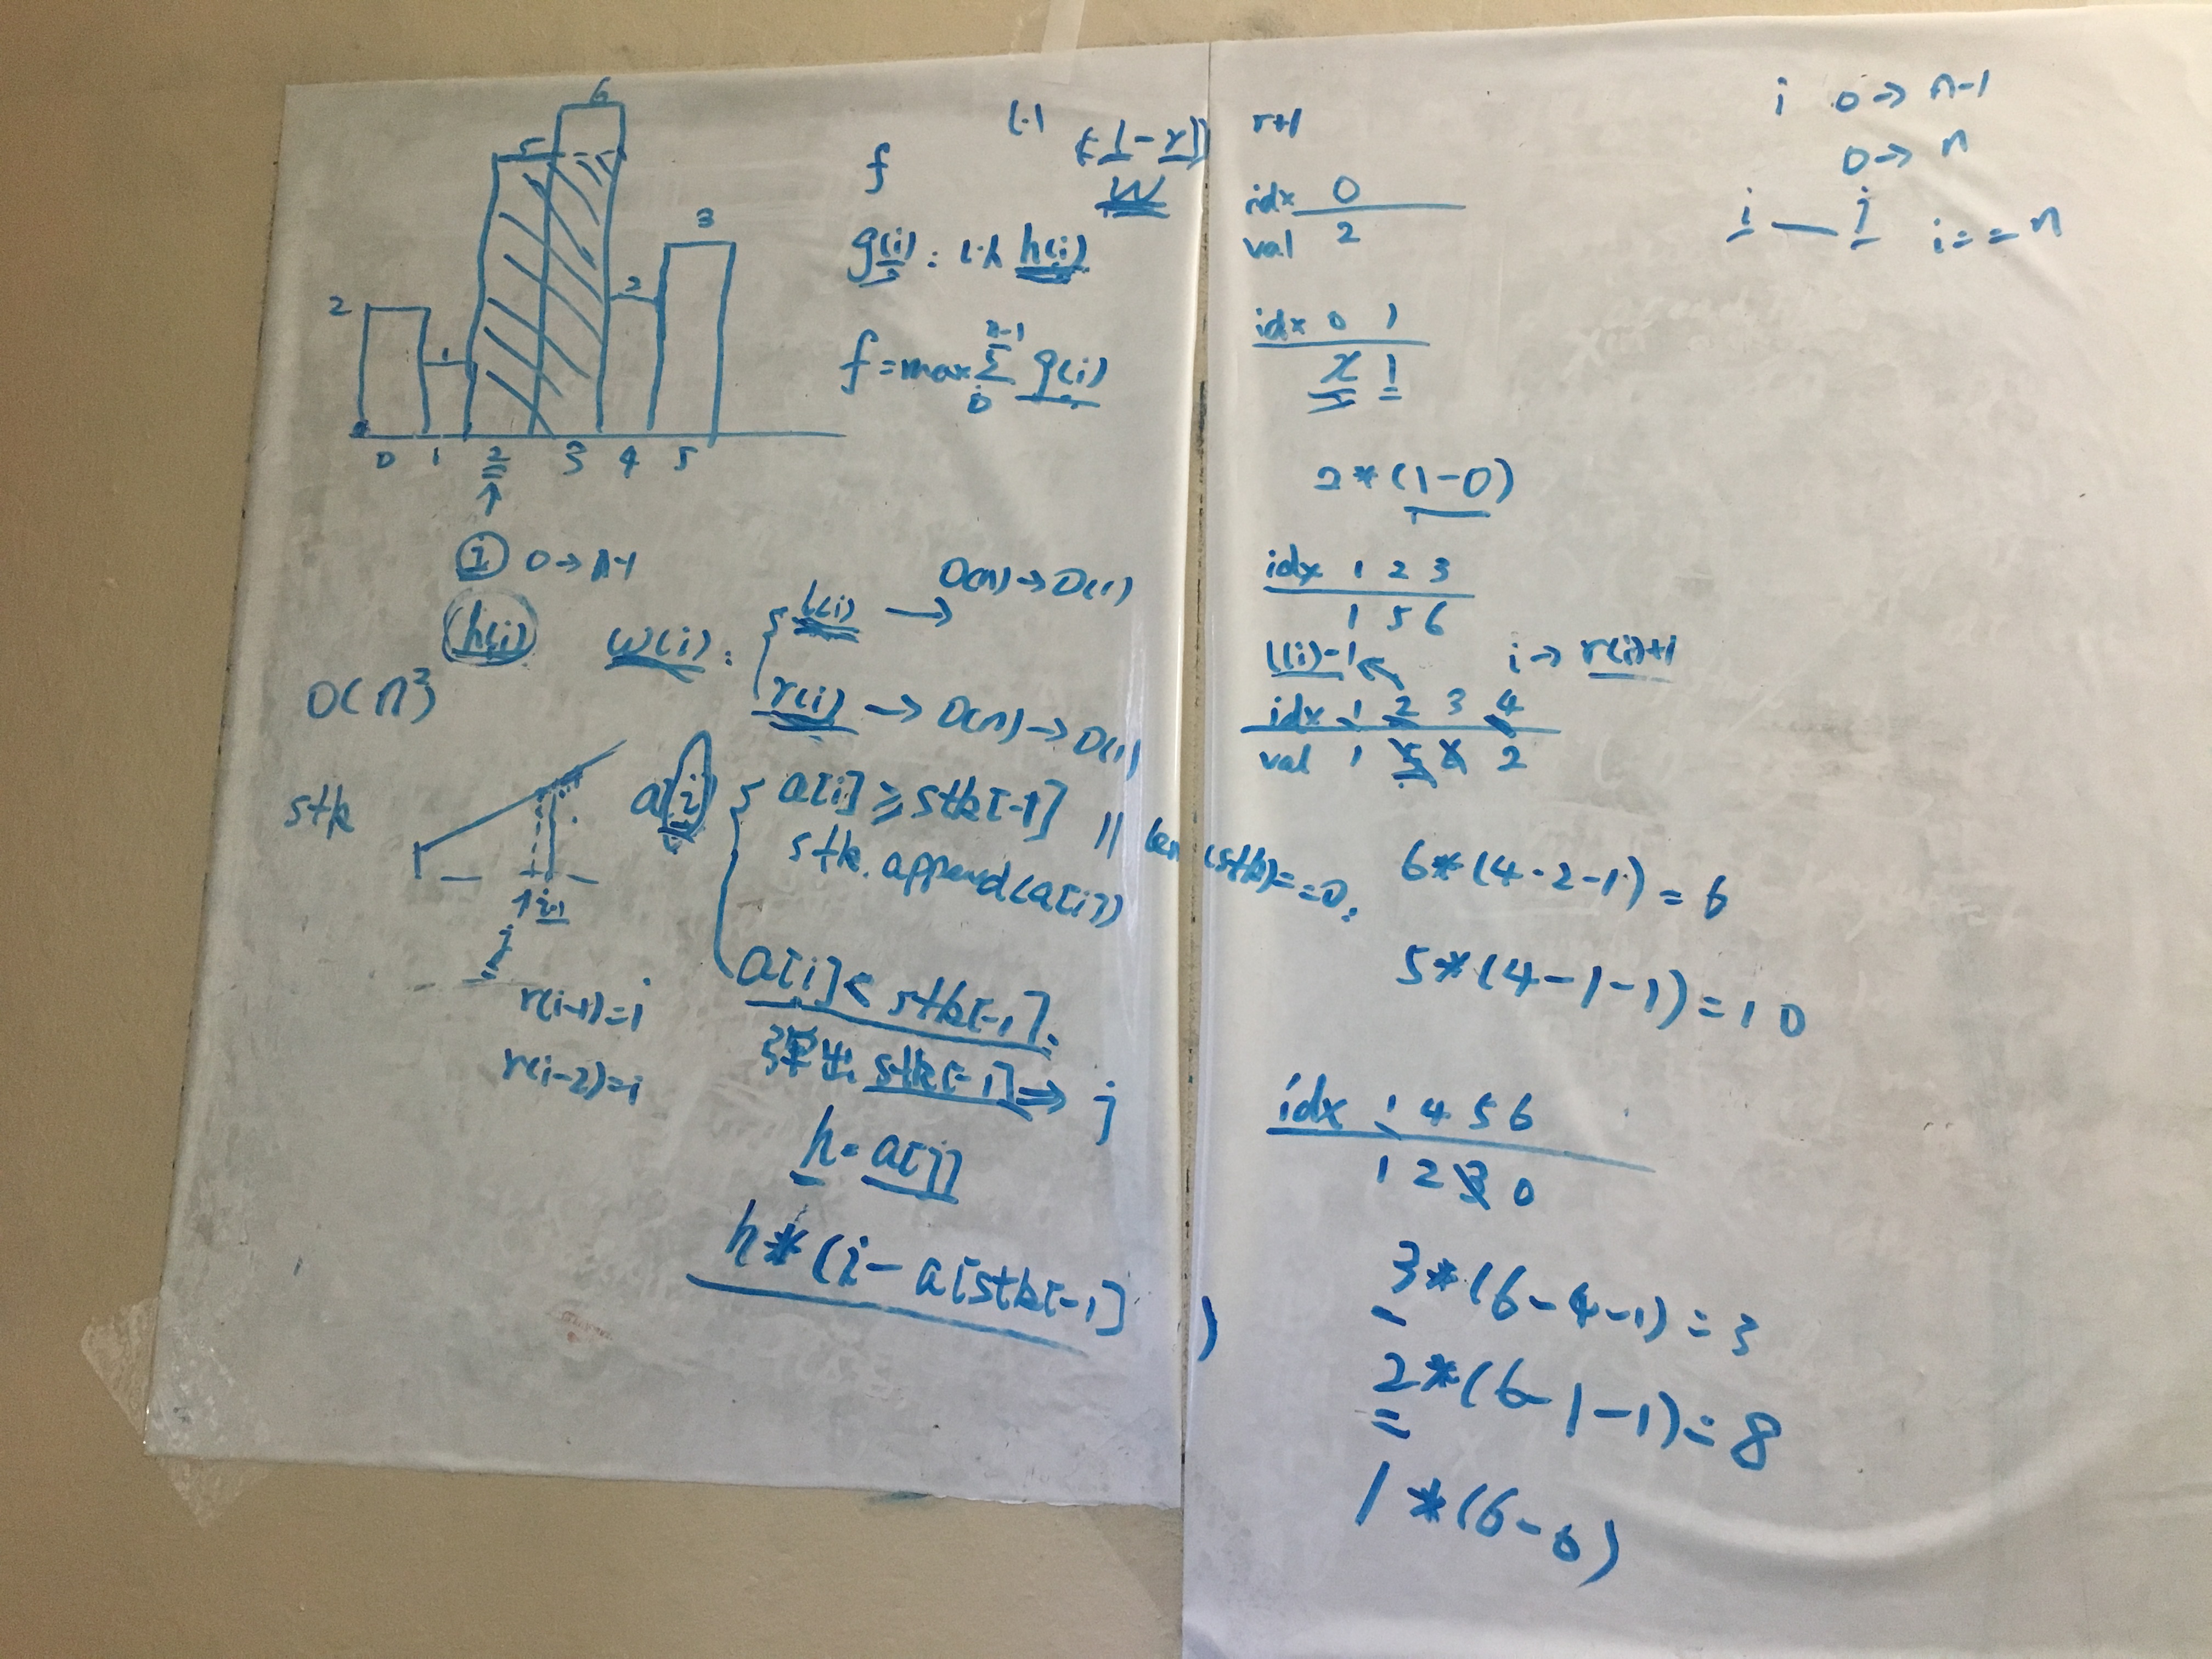 6
5
3
2
2
1
0 1 2 3 4 5
i 0→n-1
h(i) w(i): { l(i) → O(n)→O(1)
r(i) → O(n)→O(1)
O(n²)
f
g(i): h(i)
f=max Σ g(i)
n-1
0
l-1
(l-r])
W
stk
i-1
j
r(i-1)=i
r(i-2)=i
a[i] { a[i]≥stk[-1] || len(stk)==0:
stk.append(a[i])
a[i]<stk[-1].
弹出 stk[-1]⇒ j
h=a[j]
h*(i-a[stk[-1]])
r+1
idx 0
val 2
idx 0 1
2 1
2*(1-0)
idx 1 2 3
1 5 6
l(i)-1 i→r(i)+1
idx 1 2 3 4
val 1 5 6 2
6*(4-2-1)=6
5*(4-1-1)=10
idx 1 4 5 6
1 2 3 0
3*(6-4-1)=3
2*(6-1-1)=8
1*(6-0)
i 0→n-1
0→n
i — j i==n